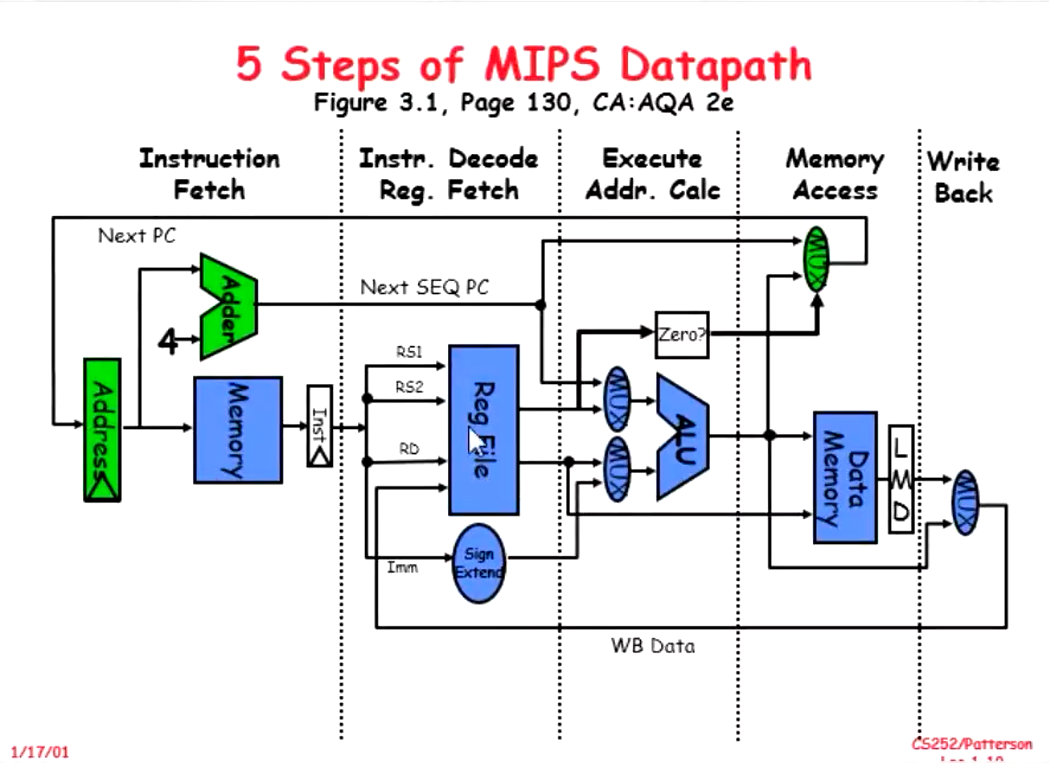 5 Steps of MIPS Datapath
Figure 3.1, Page 130, CA:AQA 2e
Instruction
Fetch
Instr. Decode
Reg. Fetch
Execute
Addr. Calc
Memory
Access
Write
Back
Next PC
MUX
Adder
Next SEQ PC
4
Zero?
RS1
RS2
RD
Address
Memory
Inst
Reg File
MUX
MUX
ALU
Data
Memory
L
M
D
MUX
Sign
Extend
Imm
WB Data
1/17/01
CS252/Patterson